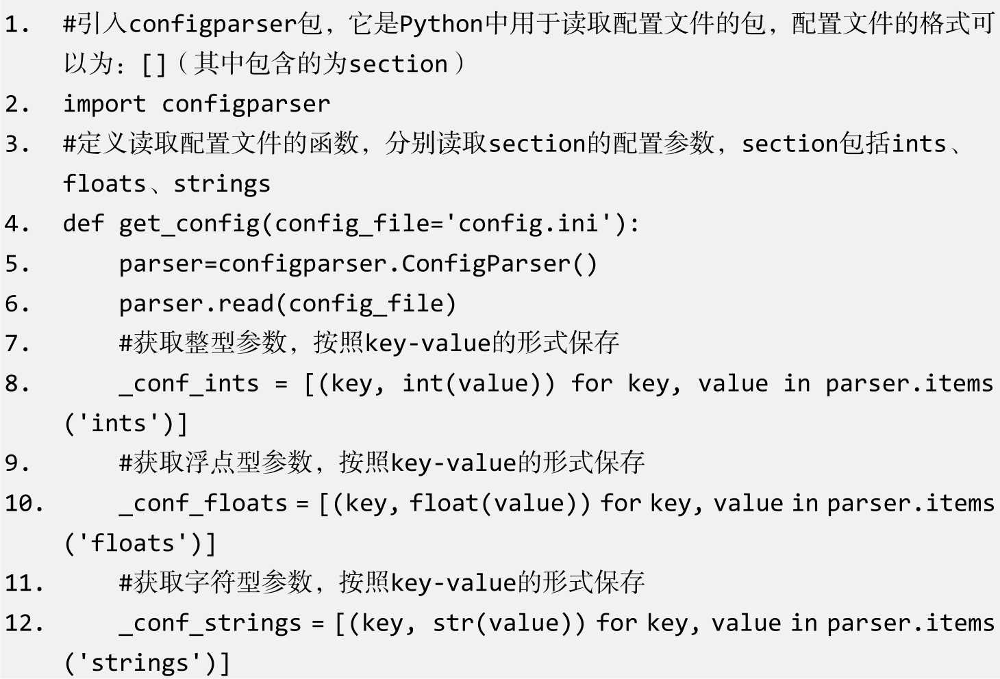 1. #引入configparser包，它是Python中用于读取配置文件的包，配置文件的格式可
以为：[]（其中包含的为section）
2. import configparser
3. #定义读取配置文件的函数，分别读取section的配置参数，section包括ints、
floats、strings
4. def get_config(config_file='config.ini'):
5.     parser=configparser.ConfigParser()
6.     parser.read(config_file)
7.     #获取整型参数，按照key-value的形式保存
8.     _conf_ints = [(key, int(value)) for key, value in parser.items
('ints')]
9.     #获取浮点型参数，按照key-value的形式保存
10.     _conf_floats = [(key, float(value)) for key, value in parser.items
('floats')]
11.     #获取字符型参数，按照key-value的形式保存
12.     _conf_strings = [(key, str(value)) for key, value in parser.items
('strings')]